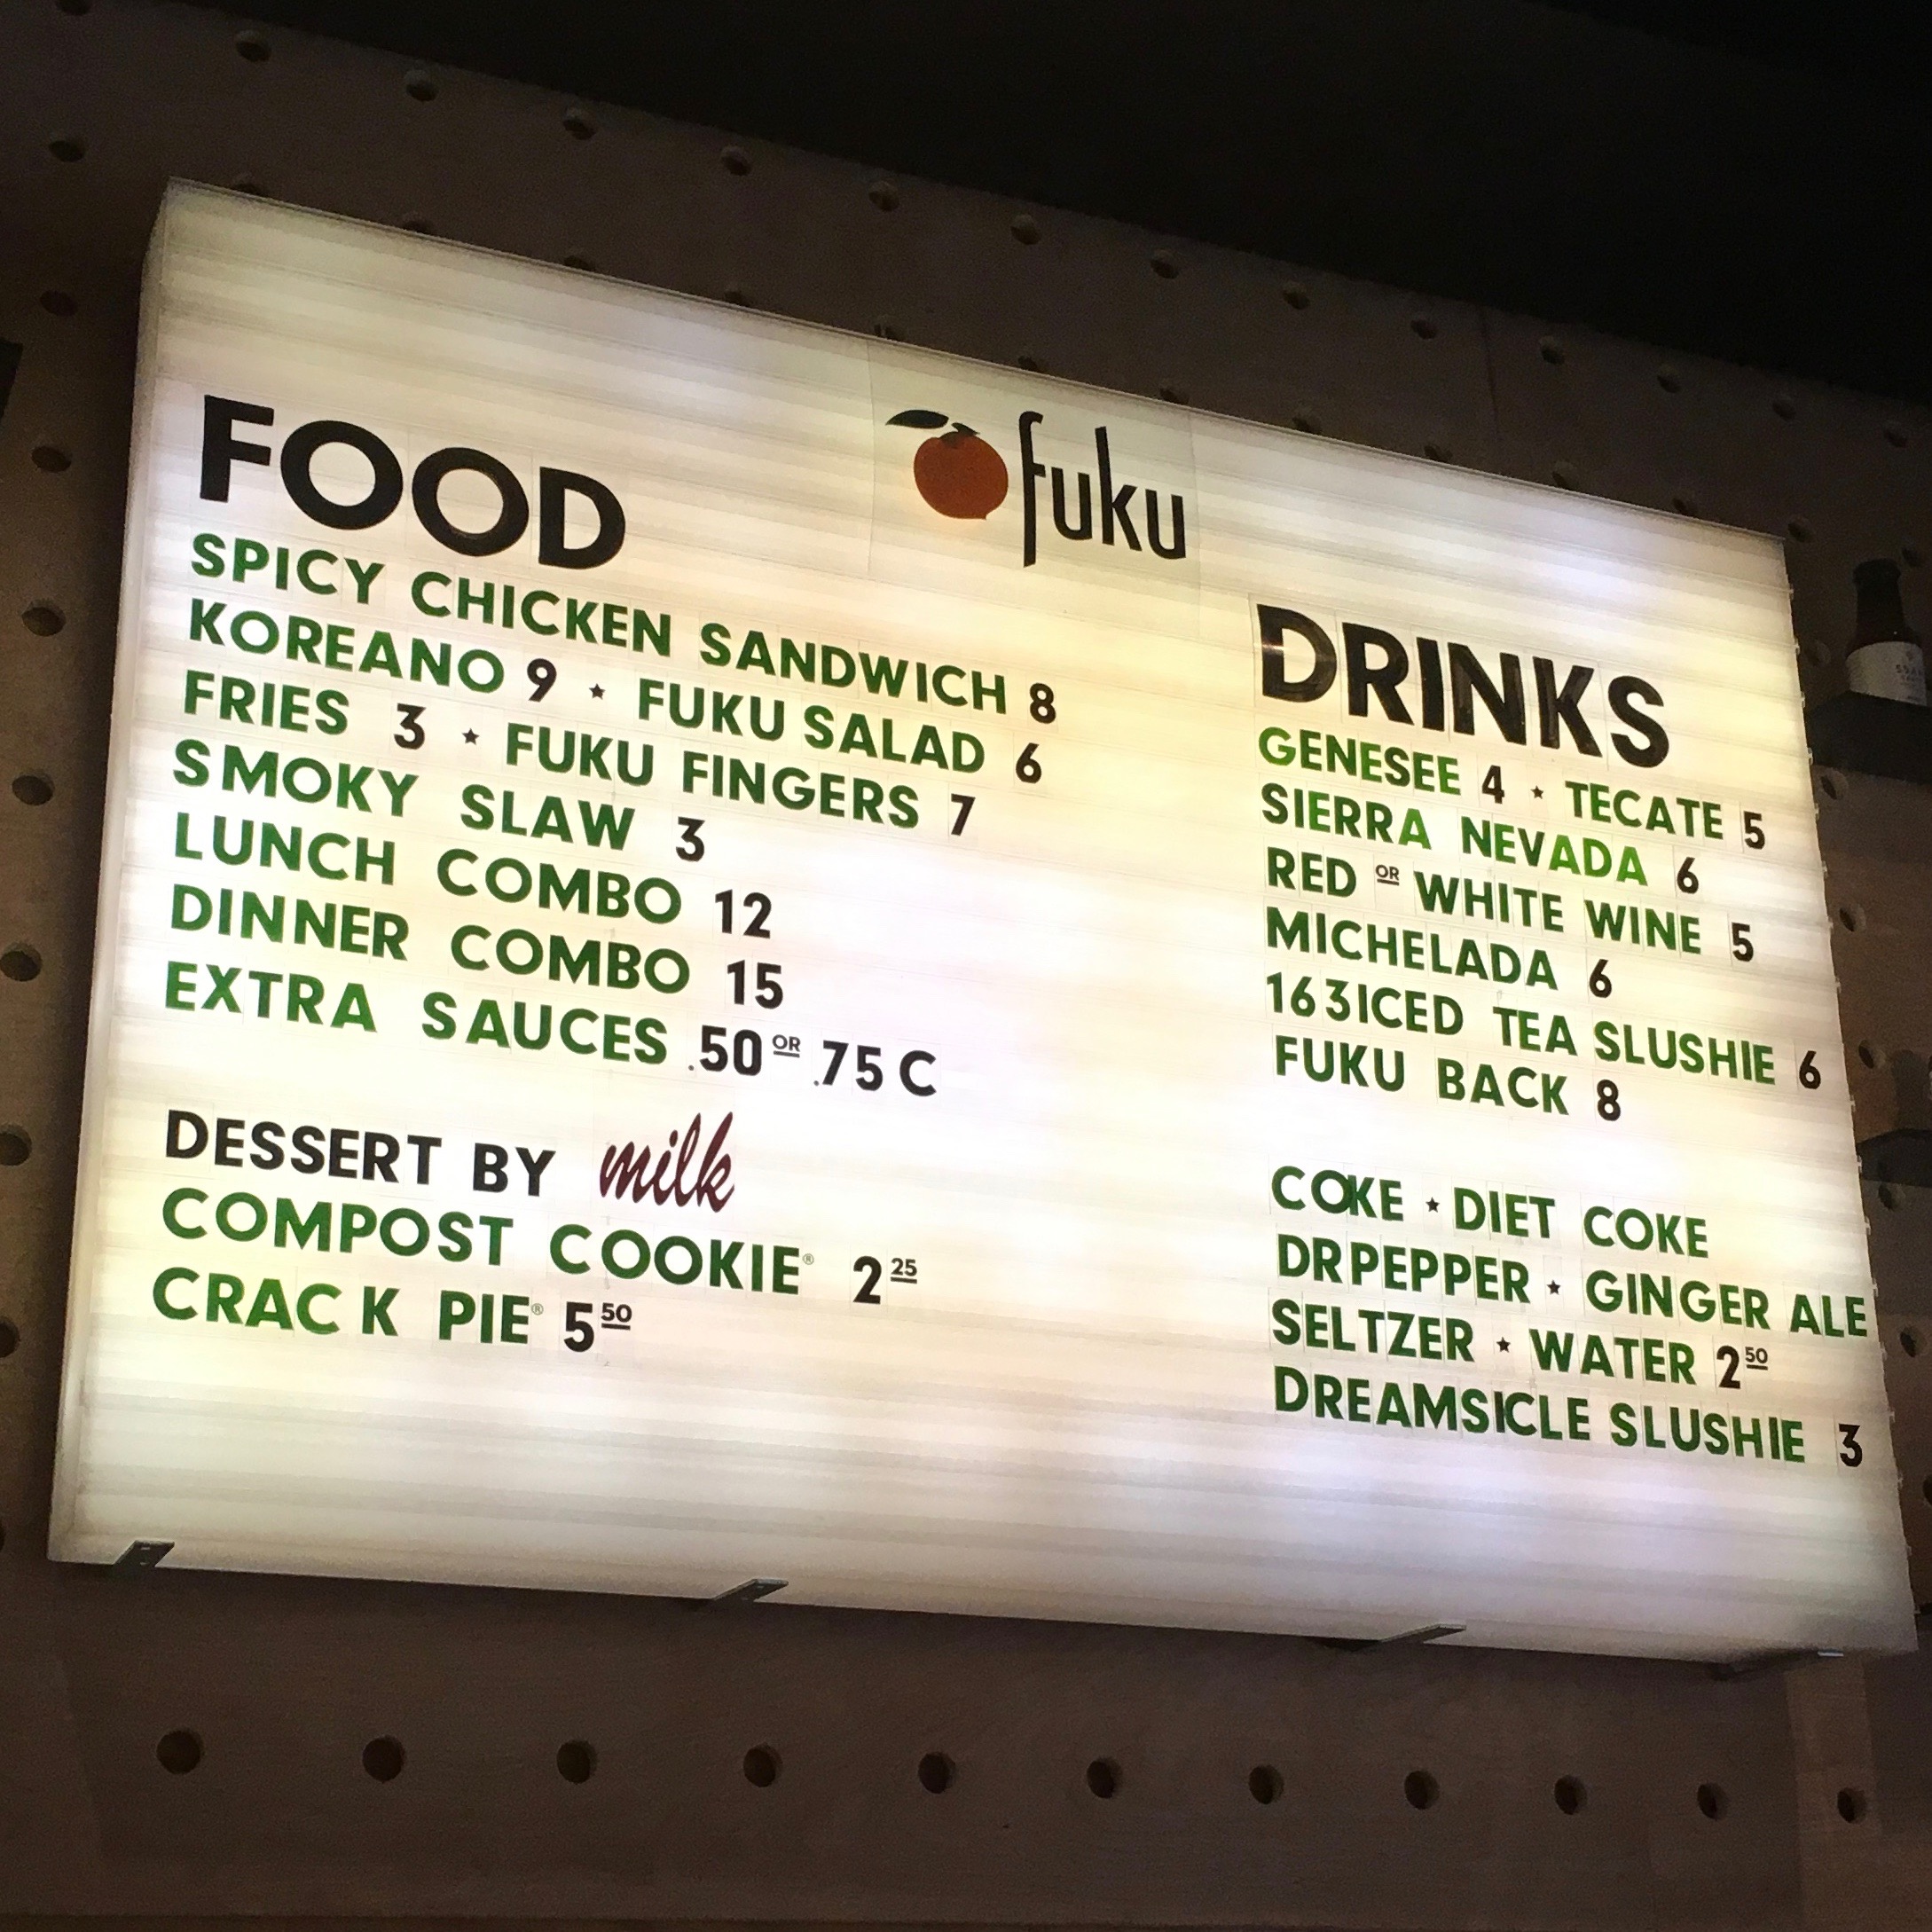 fuku
FOOD
SPICY CHICKEN SANDWICH 8
KOREANO 9 ★ FUKU SALAD 6
FRIES 3 ★ FUKU FINGERS 7
SMOKY SLAW 3
LUNCH COMBO 12
DINNER COMBO 15
EXTRA SAUCES .50 OR .75 C
DESSERT BY milk
COMPOST COOKIE® 2 25
CRACK PIE® 5 50
DRINKS
GENESEE 4 ★ TECATE 5
SIERRA NEVADA 6
RED OR WHITE WINE 5
MICHELADA 6
163ICED TEA SLUSHIE 6
FUKU BACK 8
COKE ★ DIET COKE
DRPEPPER ★ GINGER ALE
SELTZER ★ WATER 2 50
DREAMSICLE SLUSHIE 3